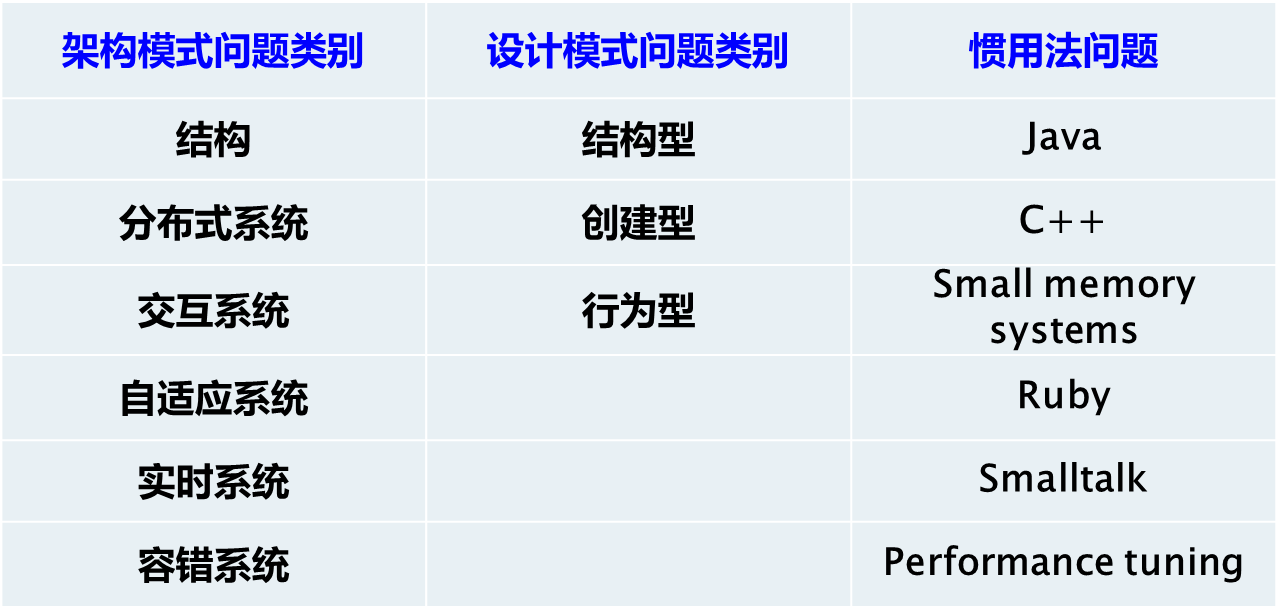 架构模式问题类别 设计模式问题类别 惯用法问题
结构 结构型 Java
分布式系统 创建型 C++
交互系统 行为型 Small memory
systems
自适应系统 Ruby
实时系统 Smalltalk
容错系统 Performance tuning